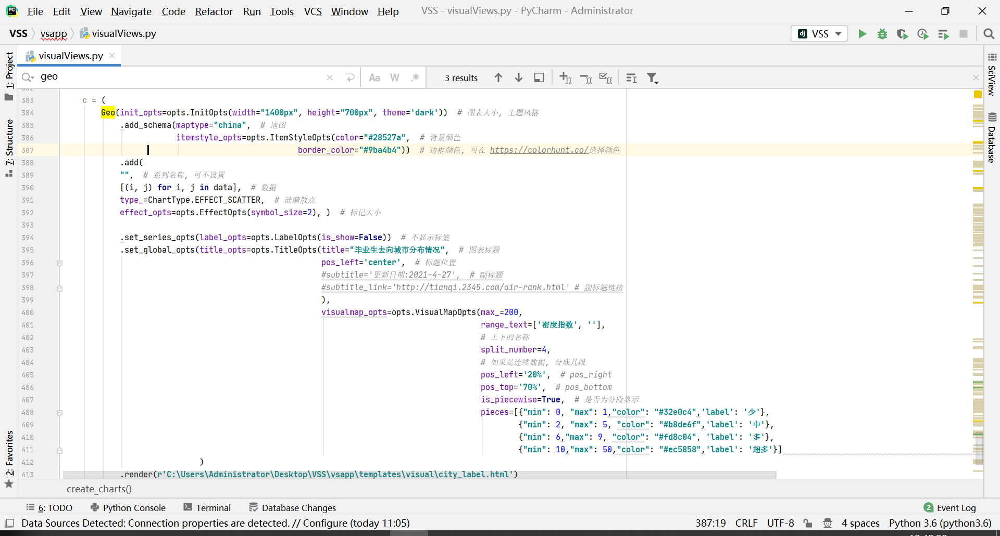 File Edit View Navigate Code Refactor Run Tools VCS Window Help VSS - visualViews.py - PyCharm - Administrator
VSS vsapp visualViews.py VSS
visualViews.py
geo Aa W .* 3 results
383 c = (
384 Geo(init_opts=opts.InitOpts(width="1400px", height="700px", theme='dark')) # 图表大小, 主题风格
385 .add_schema(maptype="china", # 地图
386 itemstyle_opts=opts.ItemStyleOpts(color="#28527a", # 背景颜色
387 border_color="#9ba4b4")) # 边框颜色, 可在 https://colorhunt.co/选择颜色
388 .add(
389 "", # 系列名称, 可不设置
390 [(i, j) for i, j in data], # 数据
391 type_=ChartType.EFFECT_SCATTER, # 涟漪散点
392 effect_opts=opts.EffectOpts(symbol_size=2), ) # 标记大小
393
394 .set_series_opts(label_opts=opts.LabelOpts(is_show=False)) # 不显示标签
395 .set_global_opts(title_opts=opts.TitleOpts(title="毕业生去向城市分布情况", # 图表标题
396 pos_left='center', # 标题位置
397 #subtitle='更新日期:2021-4-27', # 副标题
398 #subtitle_link='http://tianqi.2345.com/air-rank.html' # 副标题链接
399 ),
400 visualmap_opts=opts.VisualMapOpts(max_=200,
401 range_text=['密度指数', ''],
402 # 上下的名称
403 split_number=4,
404 # 如果是连续数据, 分成几段
405 pos_left='20%', # pos_right
406 pos_top='70%', # pos_bottom
407 is_piecewise=True, # 是否为分段显示
408 pieces=[{"min": 0, "max": 1,"color": "#32e0c4",'label': '少'},
409 {"min": 2, "max": 5, "color": "#b8de6f",'label': '中'},
410 {"min": 6,"max": 9, "color": "#fd8c04", 'label': '多'},
411 {"min": 10,"max": 50,"color": "#ec5858",'label': '超多'}]
412 )
413 .render(r'C:\Users\Administrator\Desktop\VSS\vsapp\templates\visual\city_label.html')
create_charts()
1: Project
7: Structure
2: Favorites
SciView
Database
6: TODO Python Console Terminal Database Changes 2 Event Log
Data Sources Detected: Connection properties are detected. // Configure (today 11:05) 387:19 CRLF UTF-8 4 spaces Python 3.6 (python3.6)